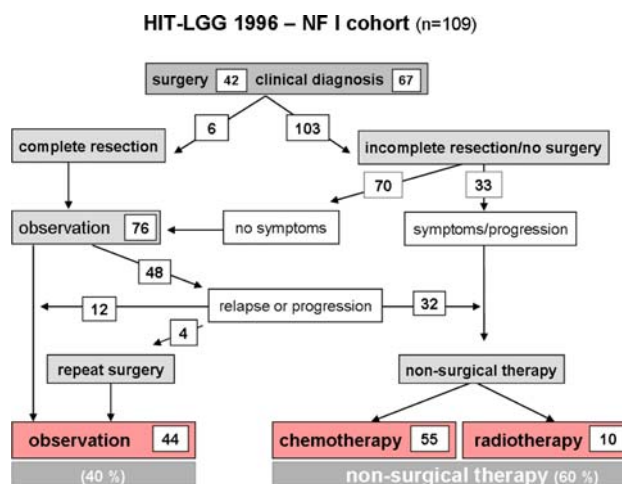 HIT-LGG 1996 – NF I cohort (n=109)
surgery 42 clinical diagnosis 67
6 103
complete resection
incomplete resection/no surgery
70 33
observation 76
no symptoms
symptoms/progression
48
12 relapse or progression 32
4
repeat surgery
non-surgical therapy
observation 44
chemotherapy 55 radiotherapy 10
(40 %)
non-surgical therapy (60 %)